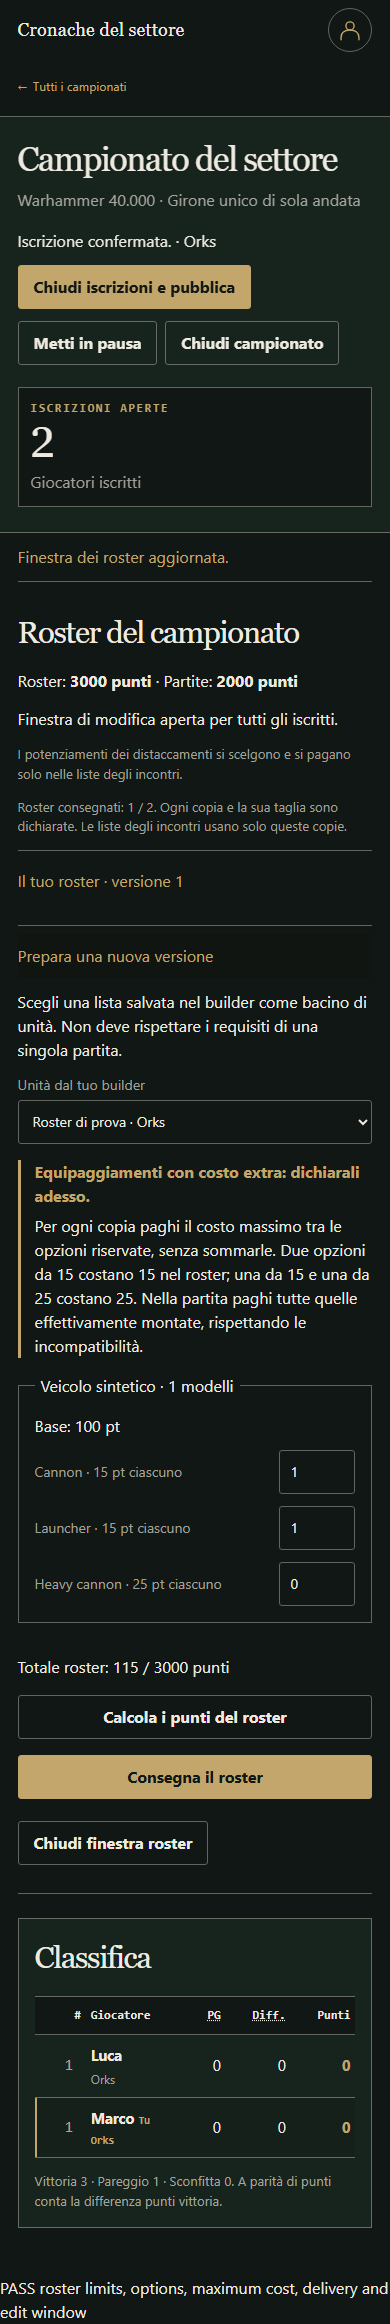 Cronache del settore
← Tutti i campionati
Campionato del settore
Warhammer 40.000 · Girone unico di sola andata
Iscrizione confermata. · Orks
Chiudi iscrizioni e pubblica
Metti in pausa
Chiudi campionato
ISCRIZIONI APERTE
2
Giocatori iscritti
Finestra dei roster aggiornata.
Roster del campionato
Roster: 3000 punti · Partite: 2000 punti
Finestra di modifica aperta per tutti gli iscritti.
I potenziamenti dei distaccamenti si scelgono e si pagano
solo nelle liste degli incontri.
Roster consegnati: 1 / 2. Ogni copia e la sua taglia sono
dichiarate. Le liste degli incontri usano solo queste copie.
Il tuo roster · versione 1
Prepara una nuova versione
Scegli una lista salvata nel builder come bacino di
unità. Non deve rispettare i requisiti di una
singola partita.
Unità dal tuo builder
Roster di prova · Orks
Equipaggiamenti con costo extra: dichiarali
adesso.
Per ogni copia paghi il costo massimo tra le
opzioni riservate, senza sommarle. Due opzioni
da 15 costano 15 nel roster; una da 15 e una da
25 costano 25. Nella partita paghi tutte quelle
effettivamente montate, rispettando le
incompatibilità.
Veicolo sintetico · 1 modelli
Base: 100 pt
Cannon · 15 pt ciascuno 1
Launcher · 15 pt ciascuno 1
Heavy cannon · 25 pt ciascuno 0
Totale roster: 115 / 3000 punti
Calcola i punti del roster
Consegna il roster
Chiudi finestra roster
Classifica
# Giocatore PG Diff. Punti
1 Luca 0 0 0
Orks
1 Marco Tu 0 0 0
Orks
Vittoria 3 · Pareggio 1 · Sconfitta 0. A parità di punti
conta la differenza punti vittoria.
PASS roster limits, options, maximum cost, delivery and
edit window